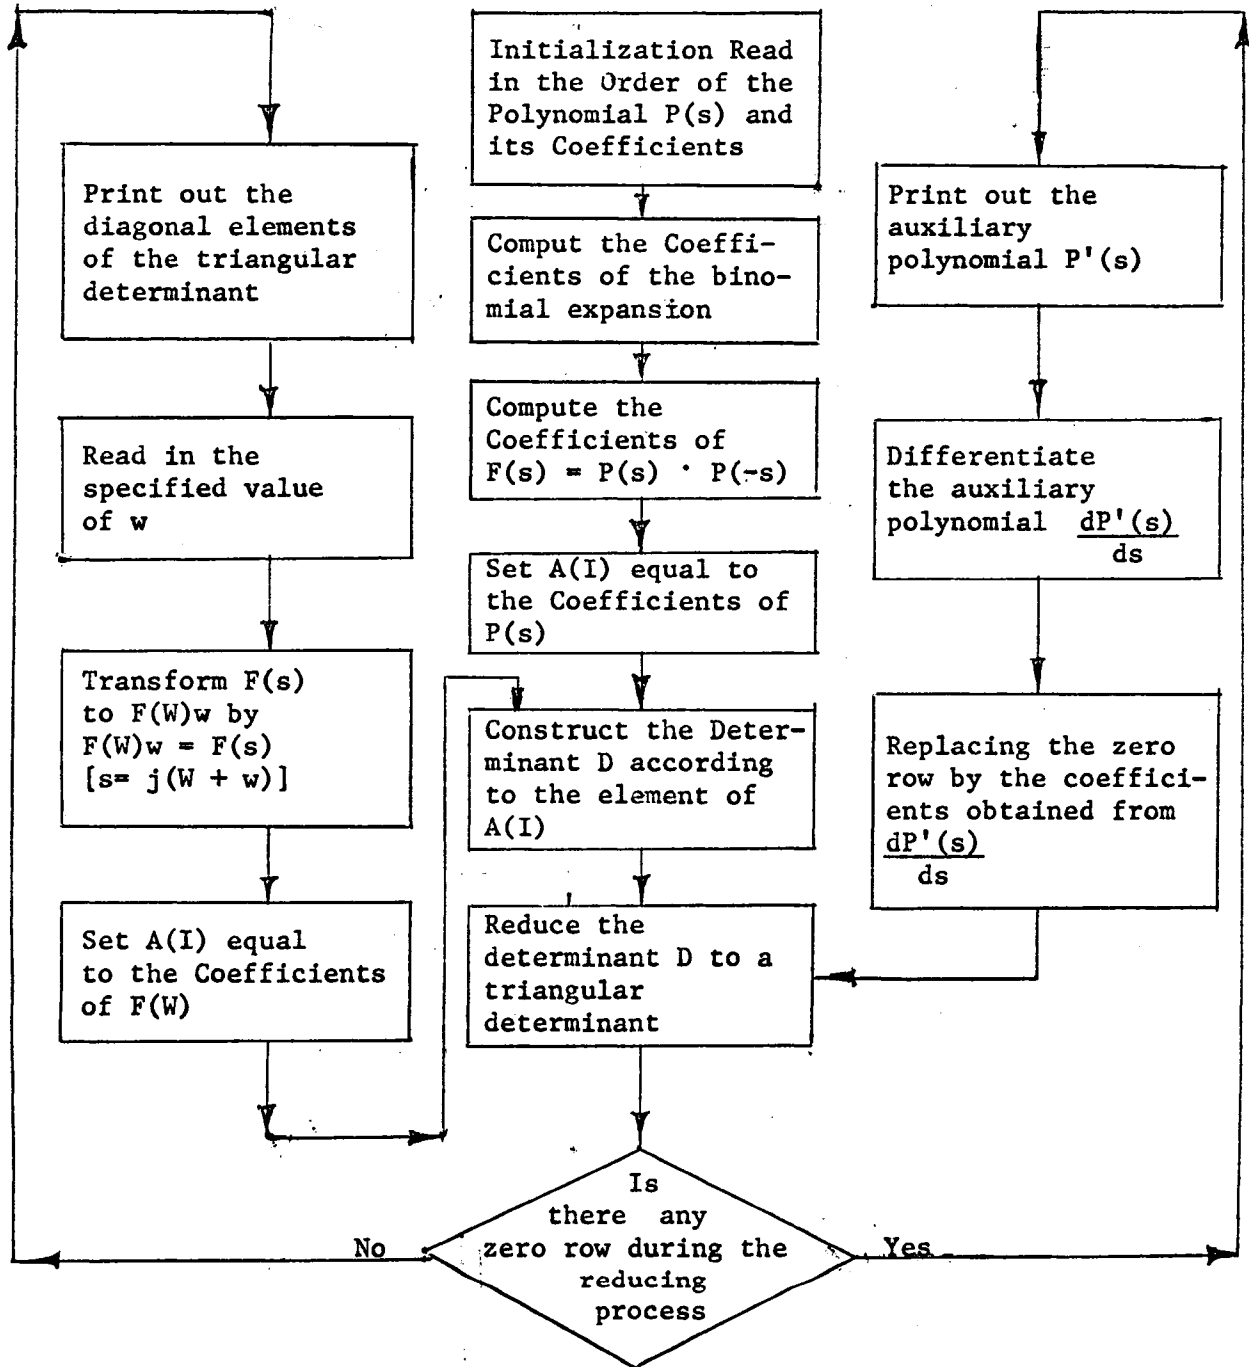 Initialization Read
in the Order of the
Polynomial P(s) and
its Coefficients
Comput the Coeffi-
cients of the bino-
mial expansion
Compute the
Coefficients of
F(s) = P(s) · P(-s)
Set A(I) equal to
the Coefficients of
P(s)
Construct the Deter-
minant D according
to the element of
A(I)
Reduce the
determinant D to a
triangular
determinant
Is
there any
zero row during the
reducing
process
No
Yes
Print out the
diagonal elements
of the triangular
determinant
Read in the
specified value
of w
Transform F(s)
to F(W)w by
F(W)w = F(s)
[s= j(W + w)]
Set A(I) equal
to the Coefficients
of F(W)
Print out the
auxiliary
polynomial P'(s)
Differentiate
the auxiliary
polynomial dP'(s)
ds
Replacing the zero
row by the coeffici-
ents obtained from
dP'(s)
ds